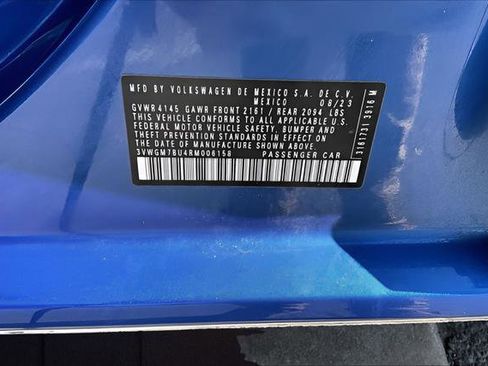 MFD. BY VOLKSWAGEN DE MEXICO S.A. DE C.V.
MEXICO 08/23
GVWR 4145 GAWR FRONT 2161 / REAR 2094 LBS
THIS VEHICLE CONFORMS TO ALL APPLICABLE U.S.
FEDERAL MOTOR VEHICLE SAFETY, BUMPER AND
THEFT PREVENTION STANDARDS IN EFFECT ON
THE DATE OF MANUFACTURE SHOWN ABOVE.
3VWGM7BU4RM006158 PASSENGER CAR
3161731 3916 M